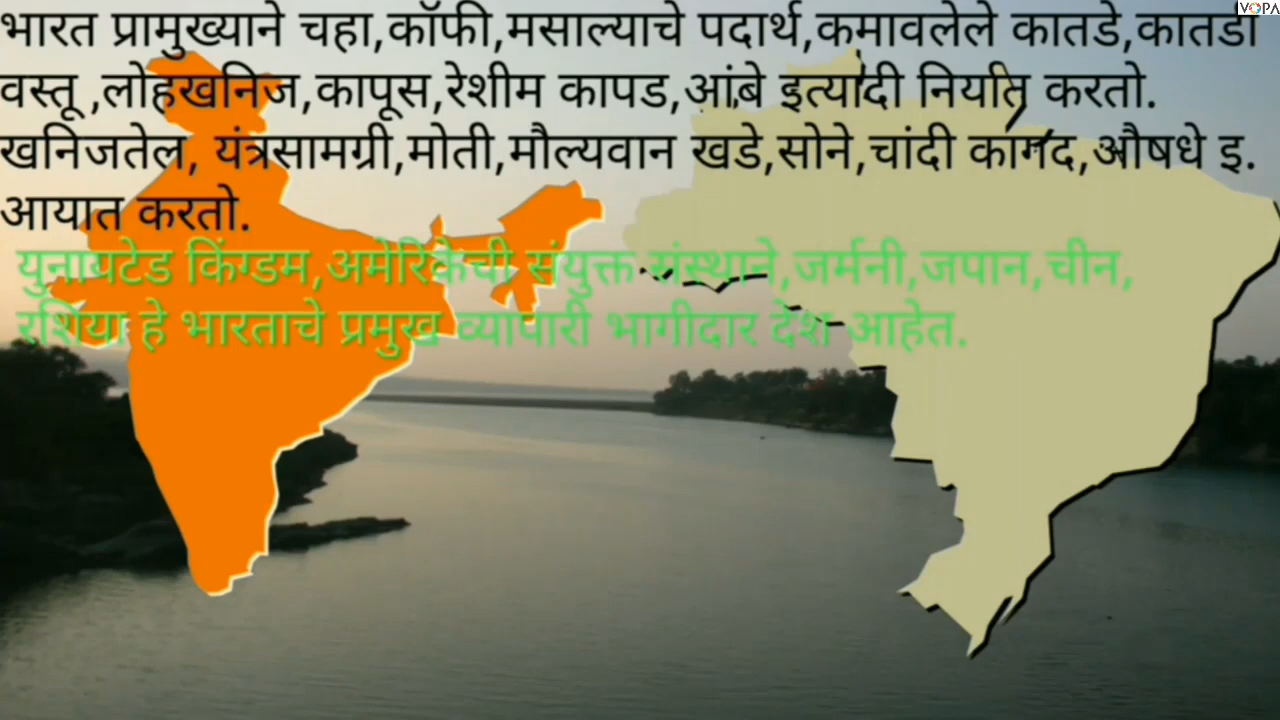 VOPA
भारत प्रामुख्याने चहा,कॉफी,मसाल्याचे पदार्थ,कमावलेले कातडे,कातडी
वस्तू ,लोहखनिज,कापूस,रेशीम कापड,आंबे इत्यादी निर्यात करतो.
खनिजतेल, यंत्रसामग्री,मोती,मौल्यवान खडे,सोने,चांदी कागद,औषधे इ.
आयात करतो.
युनायटेड किंग्डम,अमेरिकेची संयुक्त संस्थाने,जर्मनी,जपान,चीन,
रशिया हे भारताचे प्रमुख व्यापारी भागीदार देश आहेत.